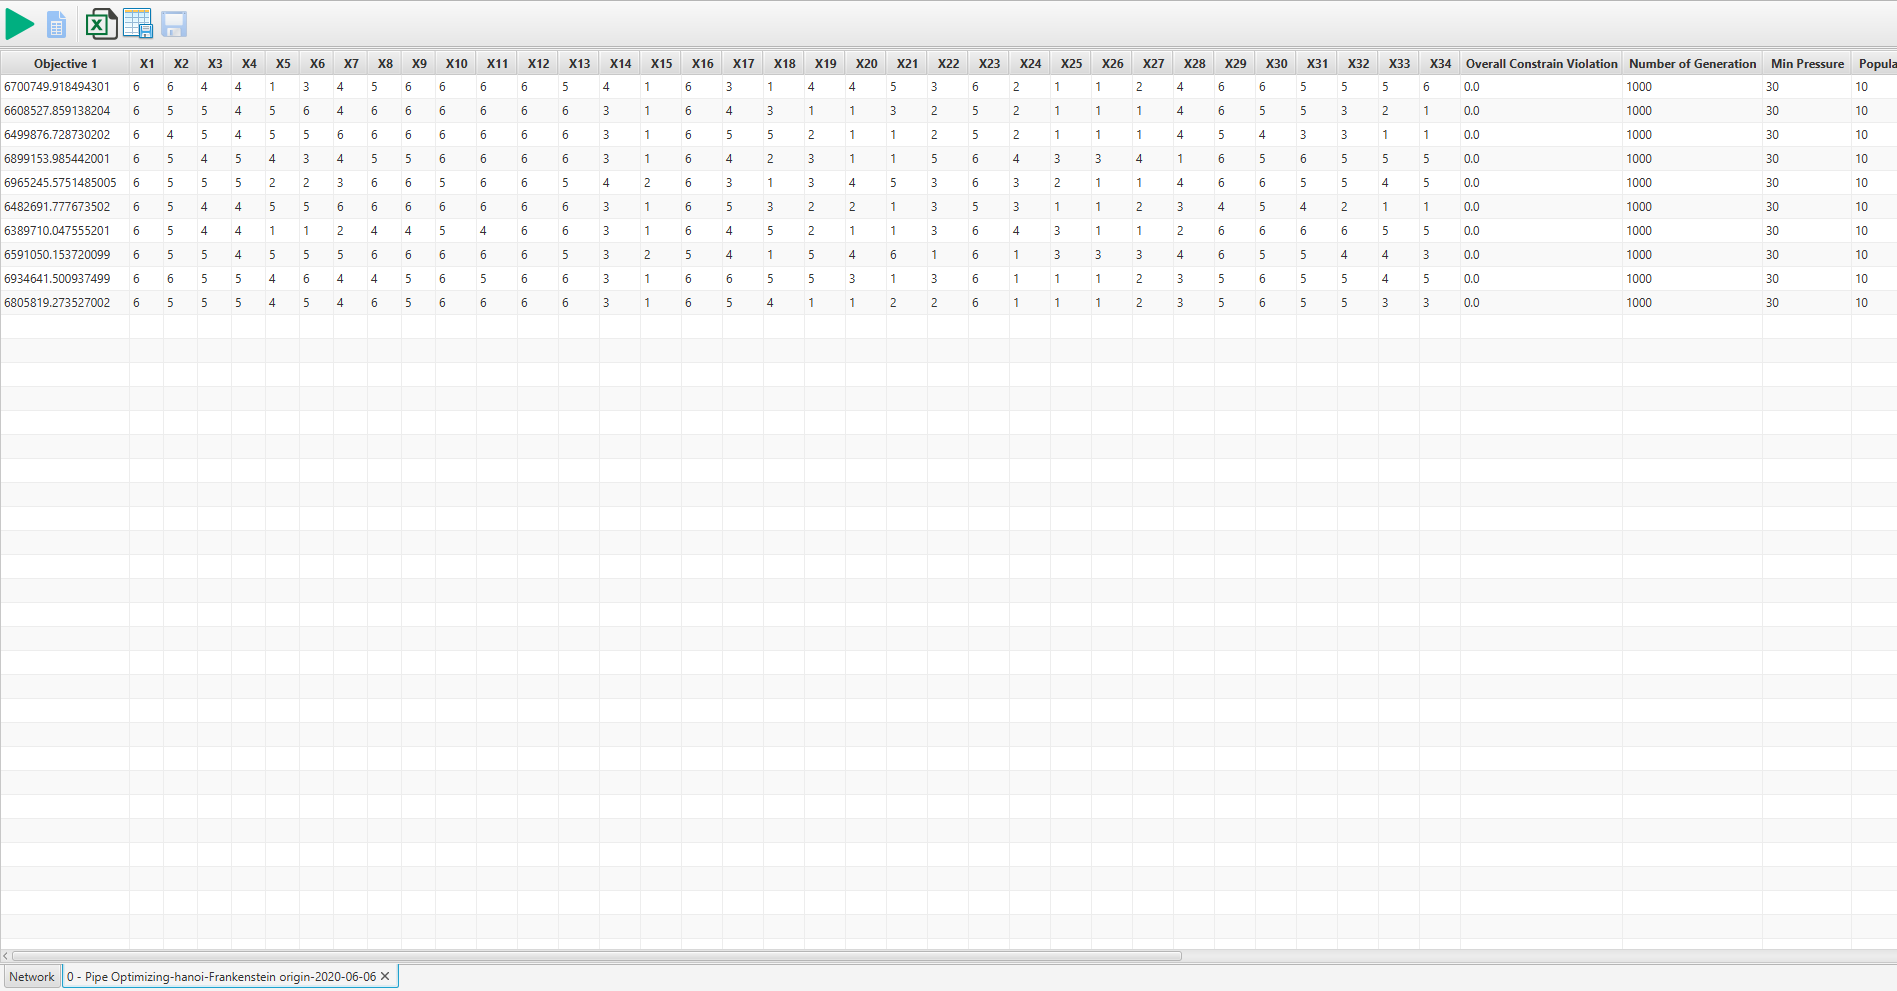 Objective 1 X1 X2 X3 X4 X5 X6 X7 X8 X9 X10 X11 X12 X13 X14 X15 X16 X17 X18 X19 X20 X21 X22 X23 X24 X25 X26 X27 X28 X29 X30 X31 X32 X33 X34 Overall Constrain Violation Number of Generation Min Pressure Popula
6700749.918494301 6 6 4 4 1 3 4 5 6 6 6 6 5 4 1 6 3 1 4 4 5 3 6 2 1 1 2 4 6 6 5 5 5 6 0.0 1000 30 10
6608527.859138204 6 5 5 4 5 6 4 6 6 6 6 6 6 3 1 6 4 3 1 1 3 2 5 2 1 1 1 4 6 5 5 3 2 1 0.0 1000 30 10
6499876.728730202 6 4 5 4 5 5 6 6 6 6 6 6 6 3 1 6 5 5 2 1 1 2 5 2 1 1 1 4 5 4 3 3 1 1 0.0 1000 30 10
6899153.985442001 6 5 4 5 4 3 4 5 5 6 6 6 6 3 1 6 4 2 3 1 1 5 6 4 3 3 4 1 6 5 6 5 5 5 0.0 1000 30 10
6965245.5751485005 6 5 5 5 2 2 3 6 6 5 6 6 5 4 2 6 3 1 3 4 5 3 6 3 2 1 1 4 6 6 5 5 4 5 0.0 1000 30 10
6482691.777673502 6 5 4 4 5 5 6 6 6 6 6 6 6 3 1 6 5 3 2 2 1 3 5 3 1 1 2 3 4 5 4 2 1 1 0.0 1000 30 10
6389710.047555201 6 5 4 4 1 1 2 4 4 5 4 6 6 3 1 6 4 5 2 1 1 3 6 4 3 1 1 2 6 6 6 6 5 5 0.0 1000 30 10
6591050.153720099 6 5 5 4 5 5 5 6 6 6 6 6 5 3 2 5 4 1 5 4 6 1 6 1 3 3 3 4 6 5 5 4 4 3 0.0 1000 30 10
6934641.500937499 6 6 5 5 4 6 4 4 5 6 5 6 6 3 1 6 6 5 5 3 1 3 6 1 1 1 2 3 5 6 5 5 4 5 0.0 1000 30 10
6805819.273527002 6 5 5 5 4 5 4 6 5 6 6 6 6 3 1 6 5 4 1 1 2 2 6 1 1 1 2 3 5 6 5 5 3 3 0.0 1000 30 10
Network 0 - Pipe Optimizing-hanoi-Frankenstein origin-2020-06-06